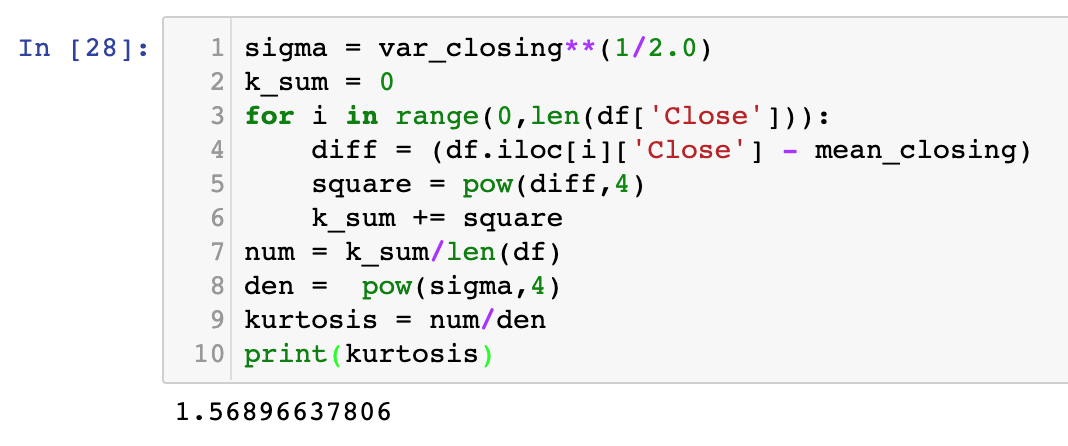 In [28]:
1 sigma = var_closing**(1/2.0)
2 k_sum = 0
3 for i in range(0,len(df['Close'])):
4     diff = (df.iloc[i]['Close'] - mean_closing)
5     square = pow(diff,4)
6     k_sum += square
7 num = k_sum/len(df)
8 den =  pow(sigma,4)
9 kurtosis = num/den
10 print(kurtosis)
1.56896637806